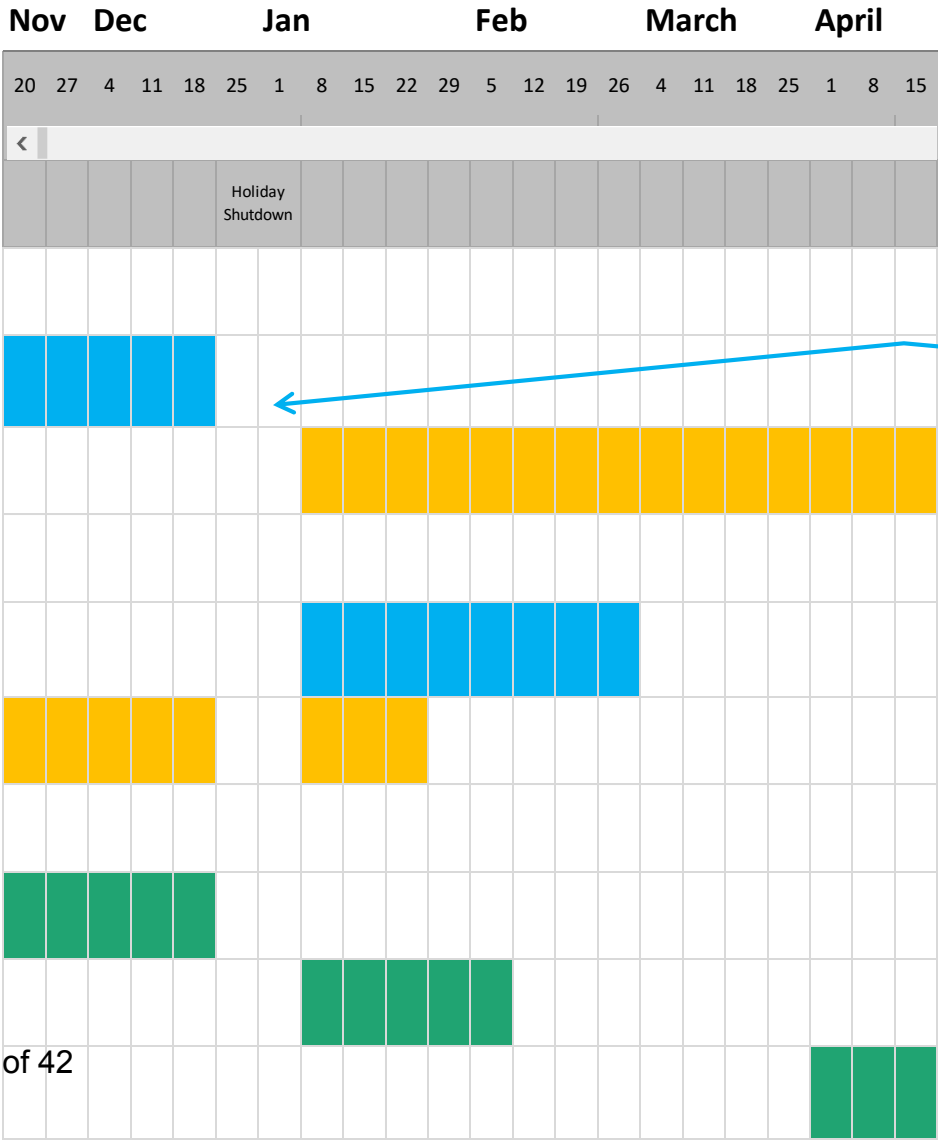 Nov Dec Jan Feb March April
20 27 4 11 18 25 1 8 15 22 29 5 12 19 26 4 11 18 25 1 8 15
Holiday
Shutdown
of 42